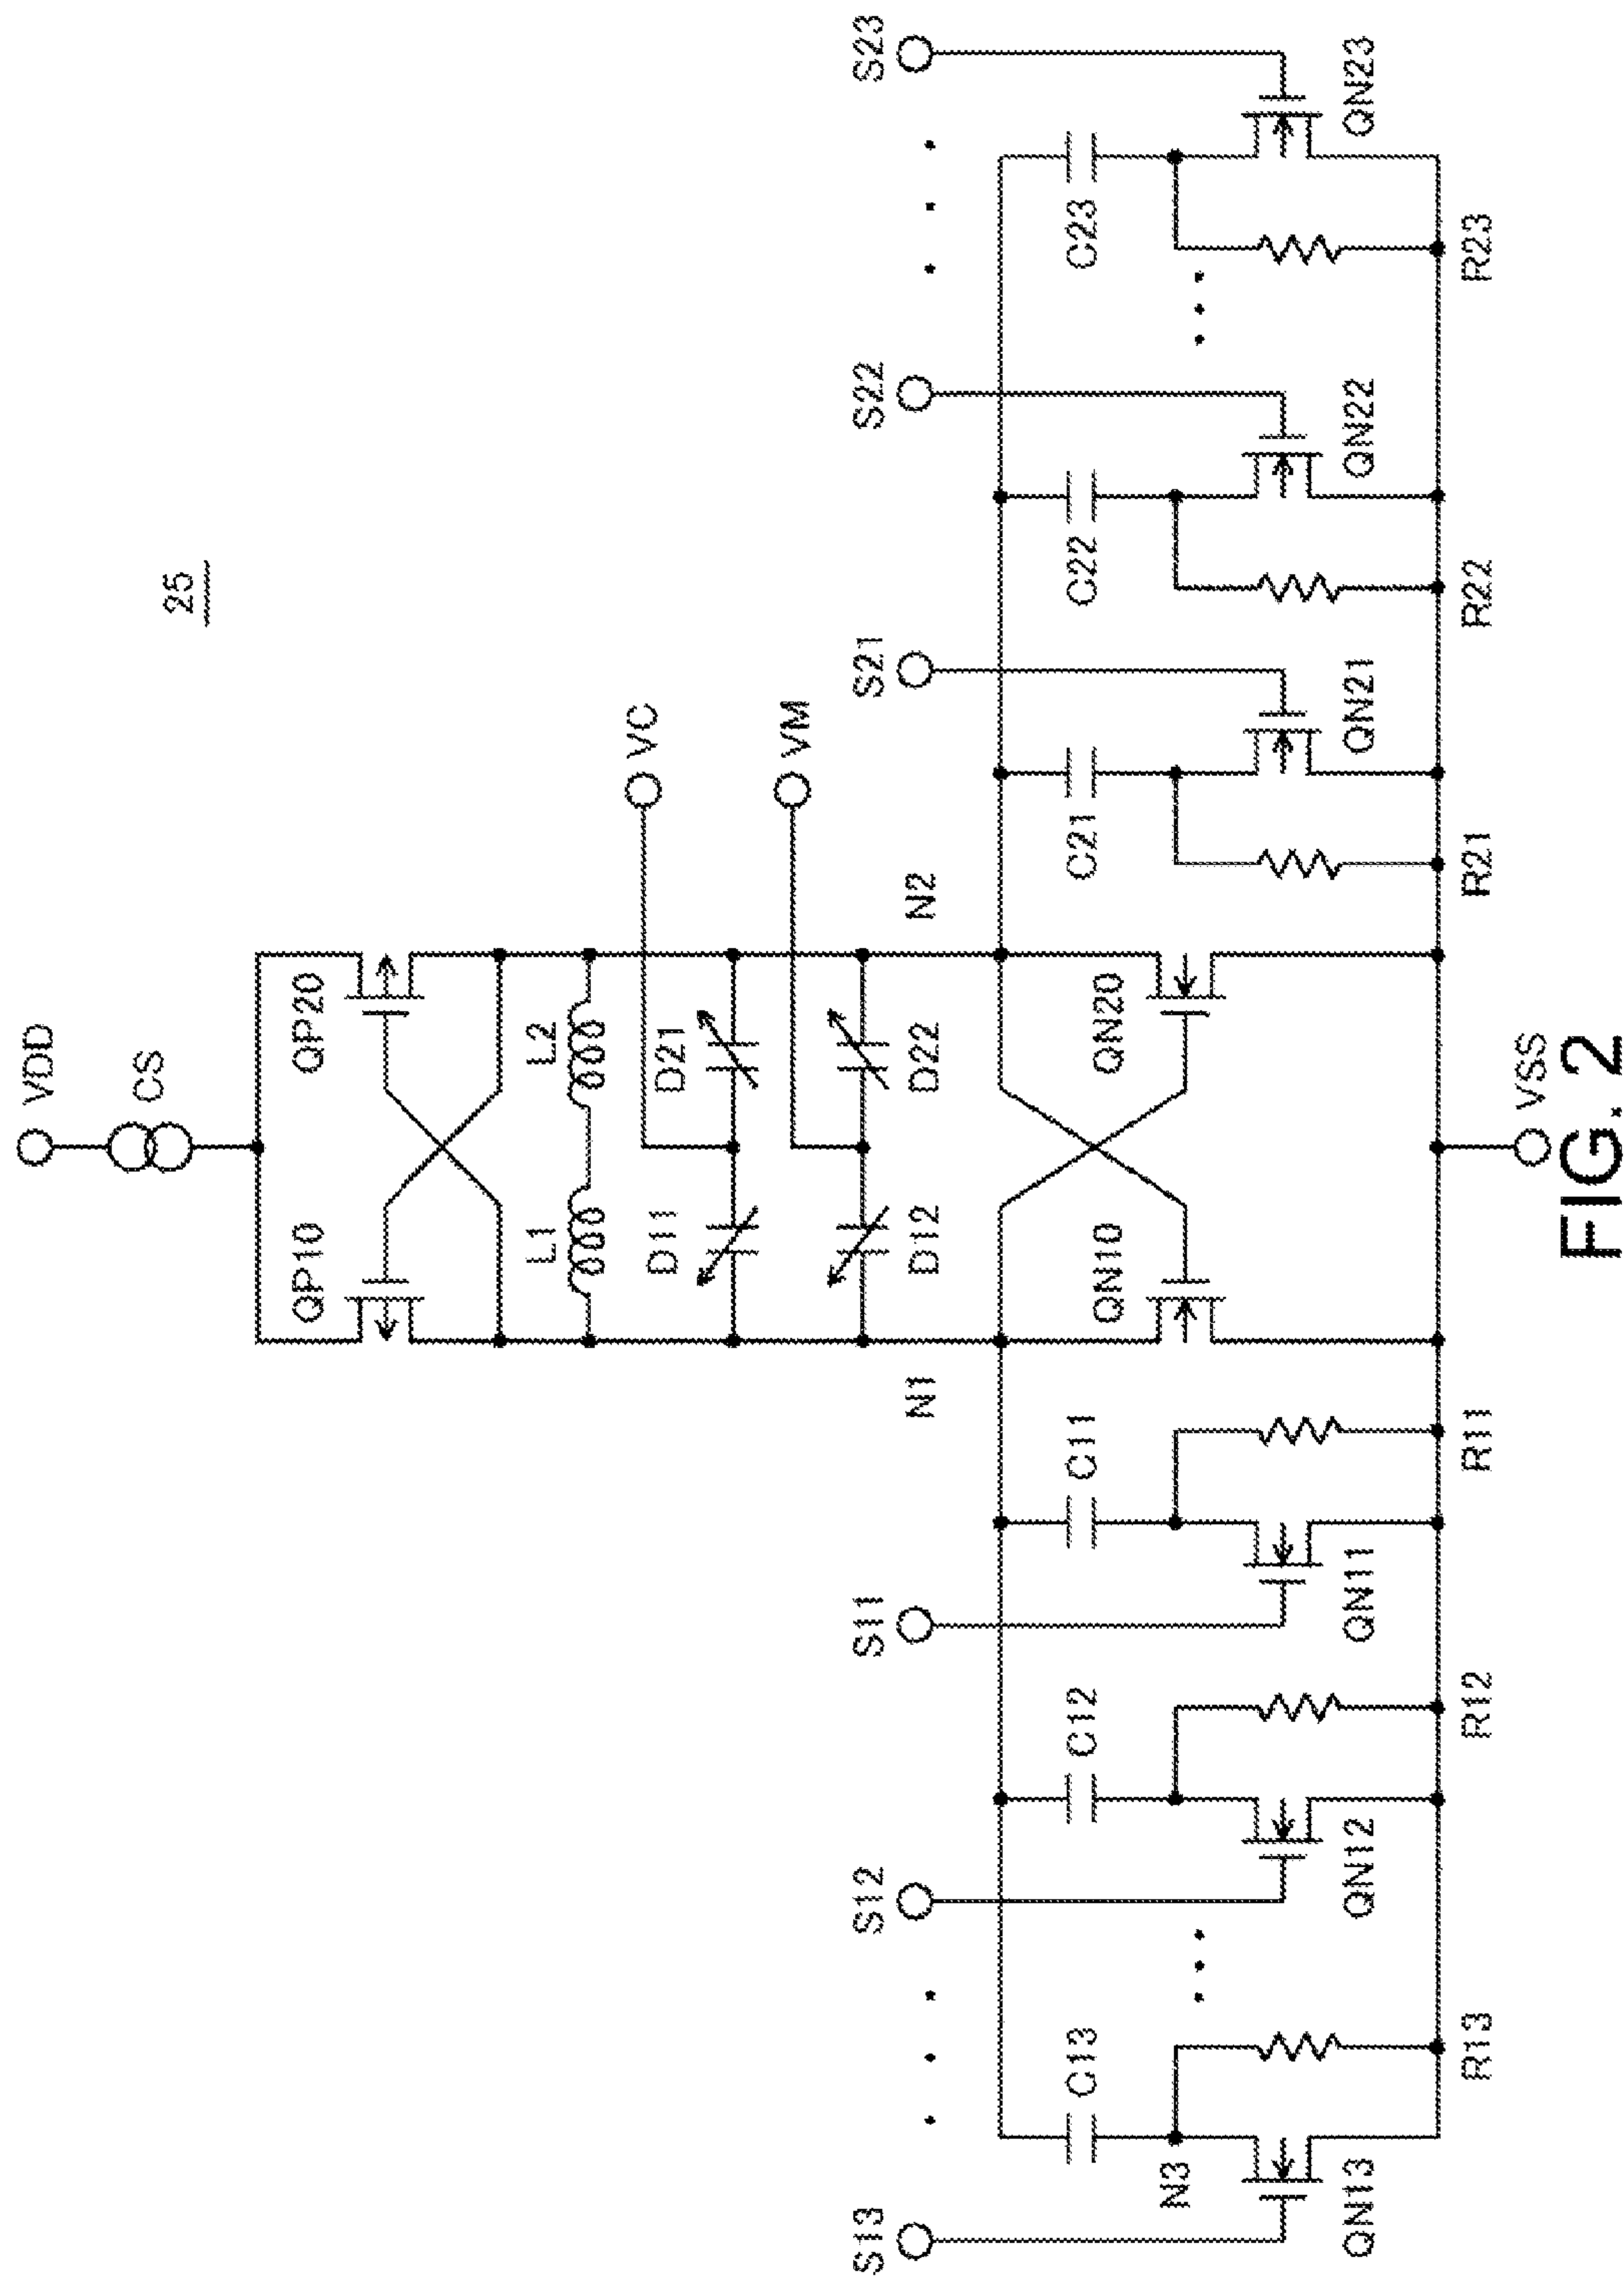 25
VDD
CS
QP10
QP20
L1
L2
D11
D21
VC
D12
D22
VM
N1
N2
S13
S12
S11
S21
S22
S23
C13
C12
C11
QN10
QN20
C21
C22
C23
N3
QN13
QN12
QN11
QN21
QN22
QN23
R13
R12
R11
R21
R22
R23
VSS
FIG. 2